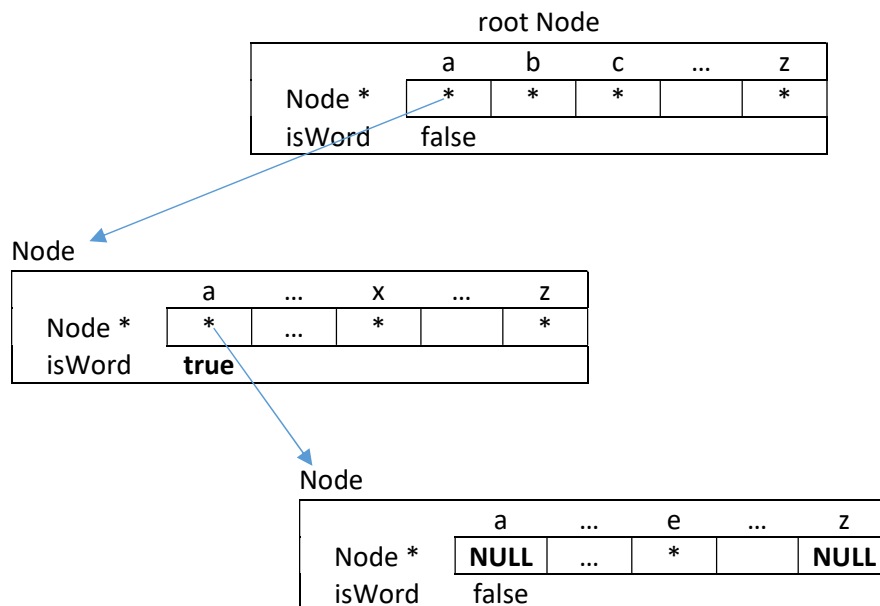 root Node
a b c ... z
Node * * * * *
isWord false
Node
a ... x ... z
Node * * ... * *
isWord true
Node
a ... e ... z
Node * NULL ... * NULL
isWord false